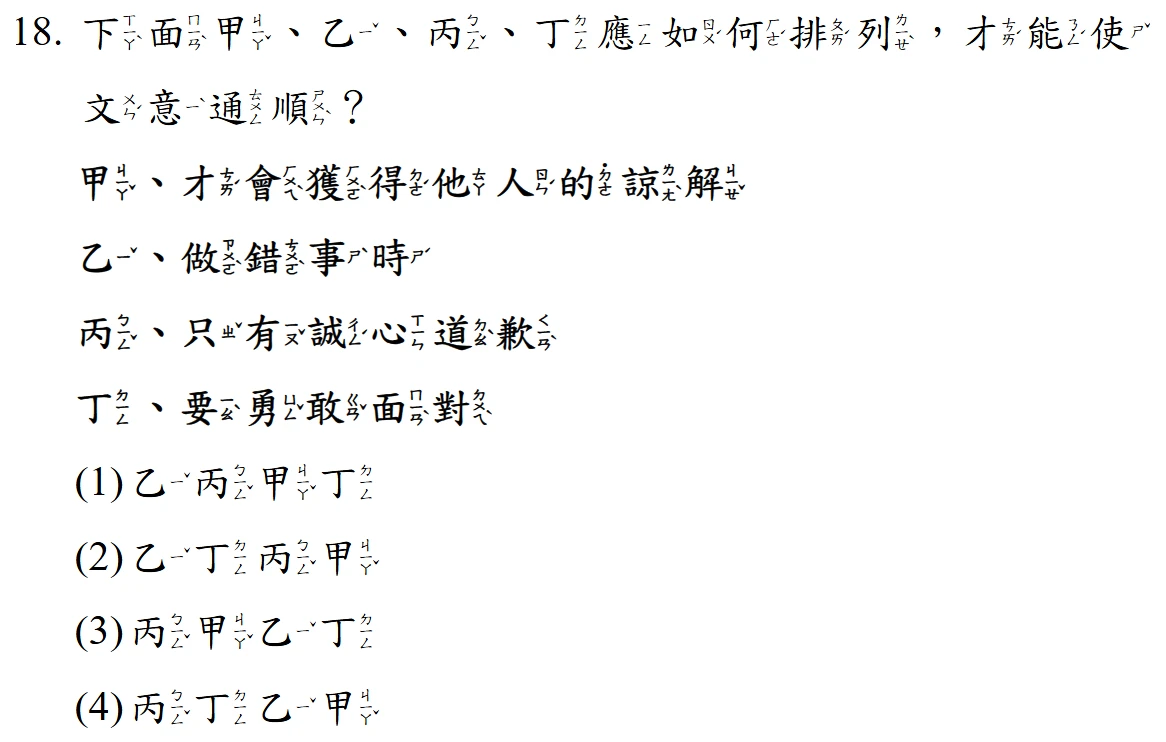 18. 下面甲、乙、丙、丁應如何排列，才能使
文意通順？
甲、才會獲得他人的諒解
乙、做錯事時
丙、只有誠心道歉
丁、要勇敢面對
(1)乙丙甲丁
(2)乙丁丙甲
(3)丙甲乙丁
(4)丙丁乙甲